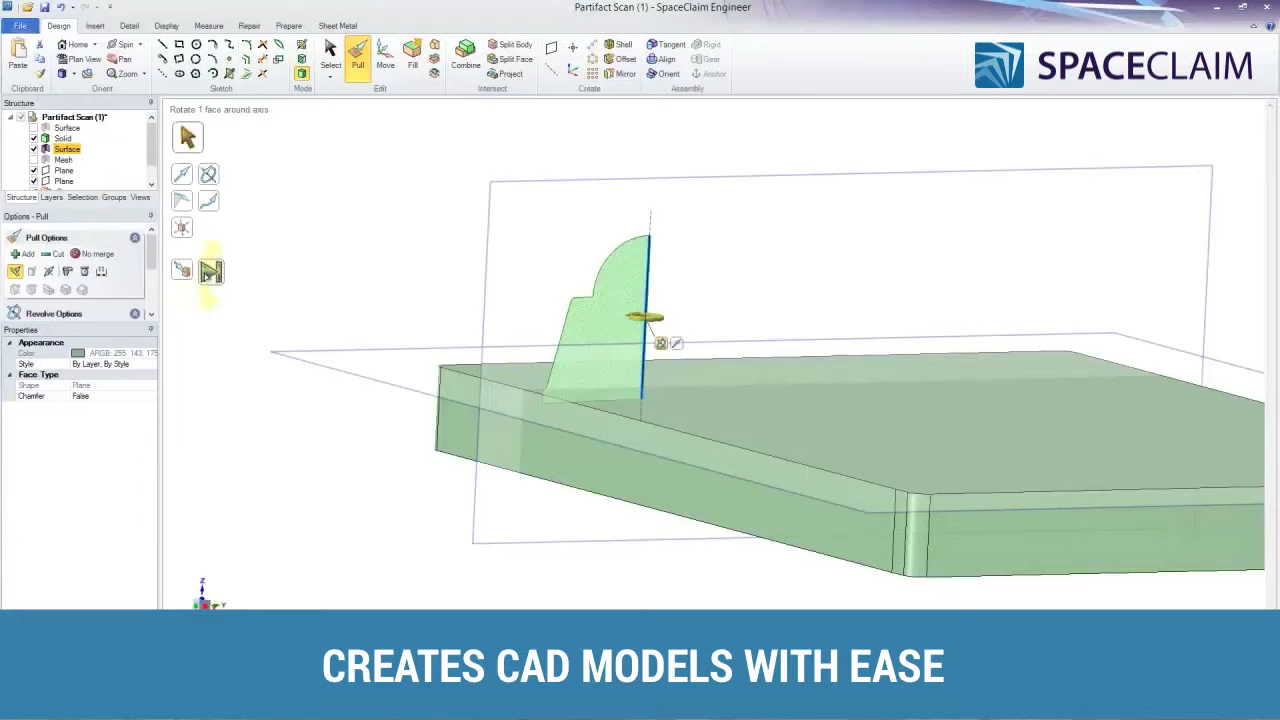 Partifact Scan (1) - SpaceClaim Engineer
File Design Insert Detail Display Measure Repair Prepare Sheet Metal
Paste
Clipboard
Home Spin
Plan View Pan
Zoom
Orient
Sketch
Mode
Select Pull Move Fill
Edit
Combine
Split Body
Split Face
Project
Intersect
Shell
Offset
Mirror
Create
Tangent Rigid
Align Gear
Orient Anchor
Assembly
SPACECLAIM
Structure
Partifact Scan (1)*
Surface
Solid
Surface
Mesh
Plane
Plane
Structure Layers Selection Groups Views
Options - Pull
Pull Options
Add Cut No merge
Revolve Options
Properties
Appearance
Color ARGB: 255, 143, 175
Style By Layer, By Style
Face Type
Shape Plane
Chamfer False
Rotate 1 face around axis
Z
Y
CREATES CAD MODELS WITH EASE